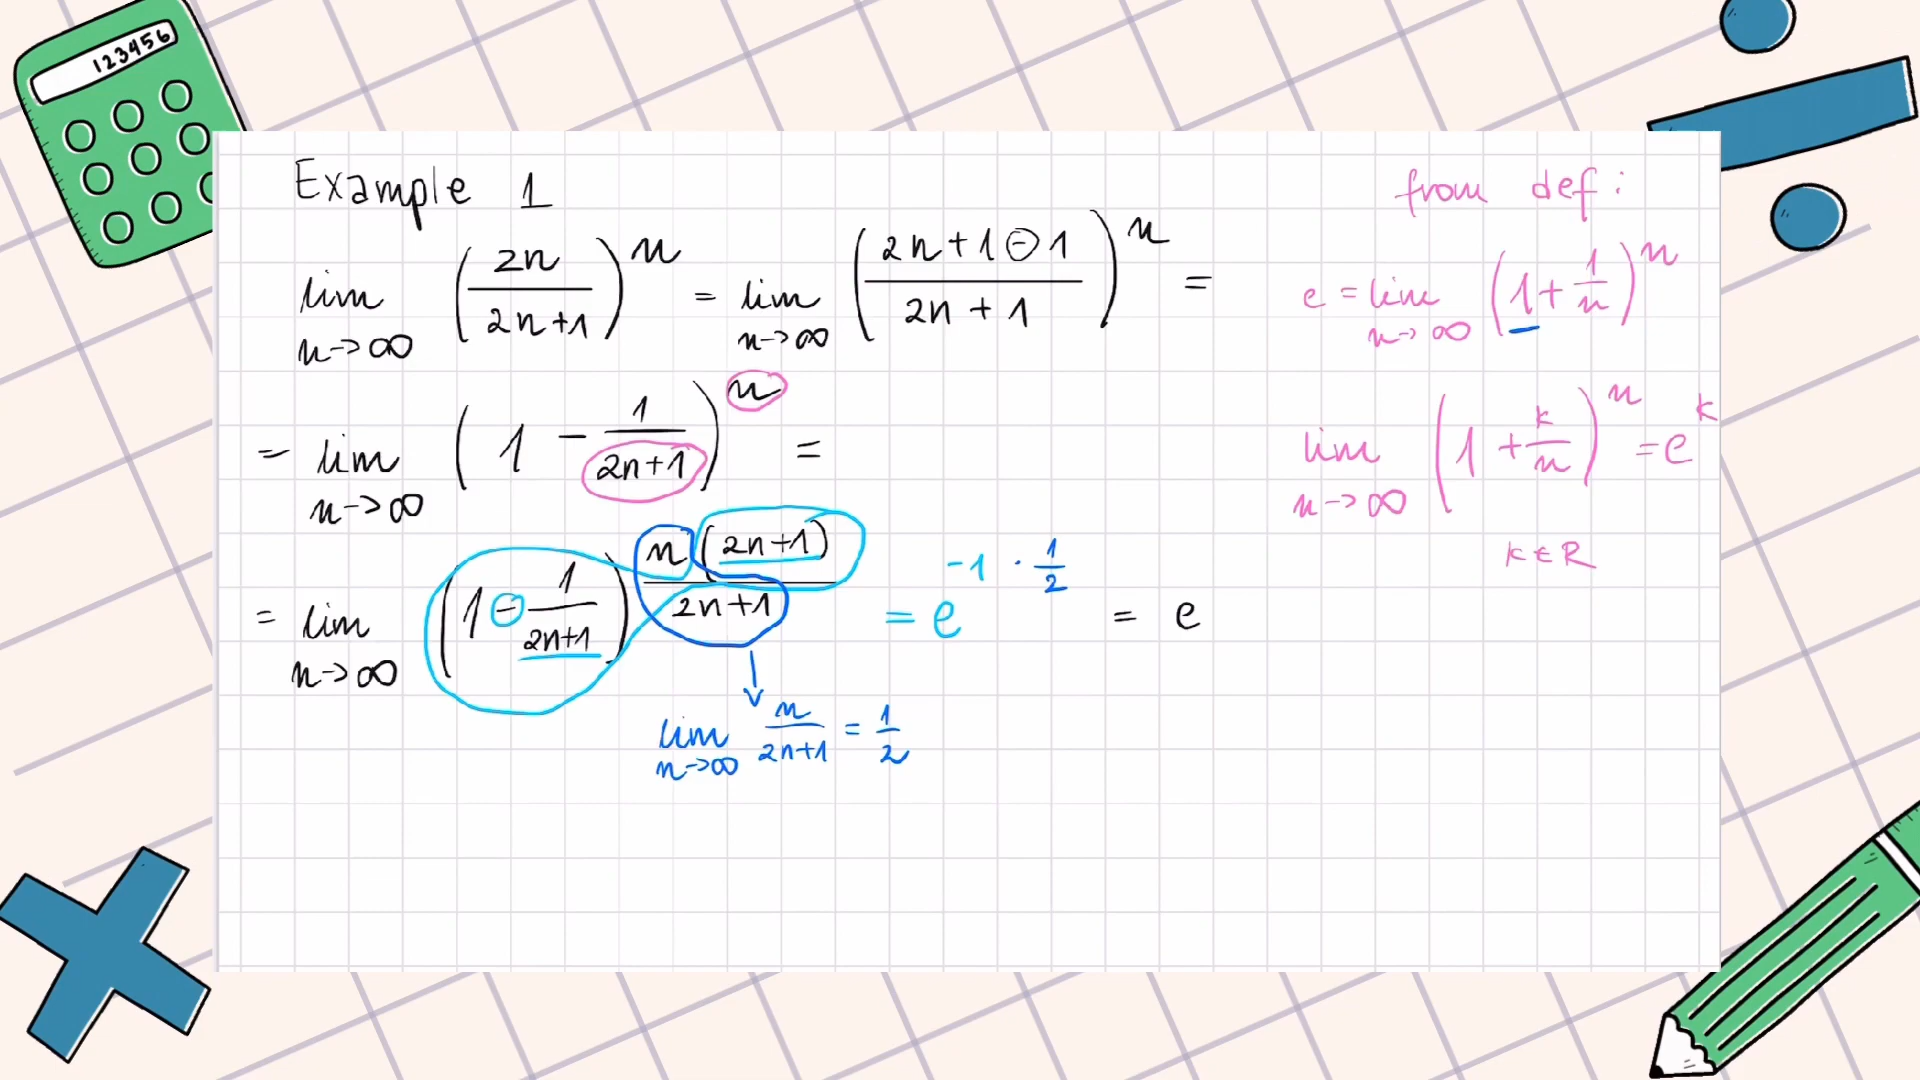 123456
Example 1
lim n→∞ (2n/(2n+1))^n = lim n→∞ ((2n+1-1)/(2n+1))^n =
= lim n→∞ (1 - 1/(2n+1))^n =
= lim n→∞ (1 - 1/(2n+1))^(n(2n+1)/(2n+1)) = e^(-1 · 1/2) = e
lim n→∞ n/(2n+1) = 1/2
from def:
e = lim n→∞ (1 + 1/n)^n
lim n→∞ (1 + k/n)^n = e^k
k ∈ R